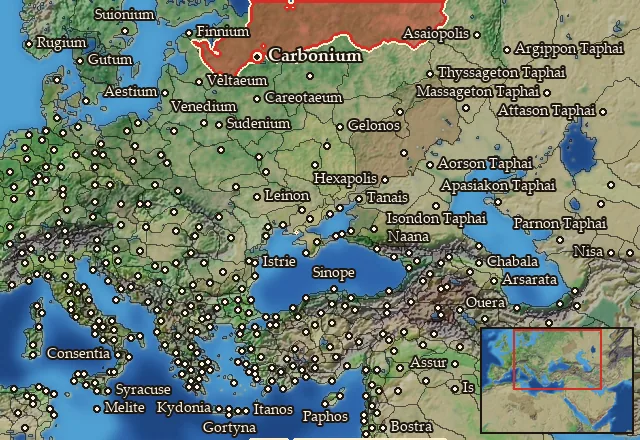 Suionium
Finnium
Rugium
Asaiopolis
Carbonium
Argippon Taphai
Gutum
Thyssageton Taphai
Veltaeum
Aestium
Massageton Taphai
Careotaeum
Venedium
Attason Taphai
Sudenium
Gelonos
Aorson Taphai
Hexapolis
Apasiakon Taphai
Leinon
Tanais
Isondon Taphai
Parnon Taphai
Naana
Nisa
Istrie
Ghabala
Sinope
Arsarata
Ouera
Consentia
Assur
Is
Syracuse
Melite
Kydonia
Itanos
Paphos
Gortyna
Bostra